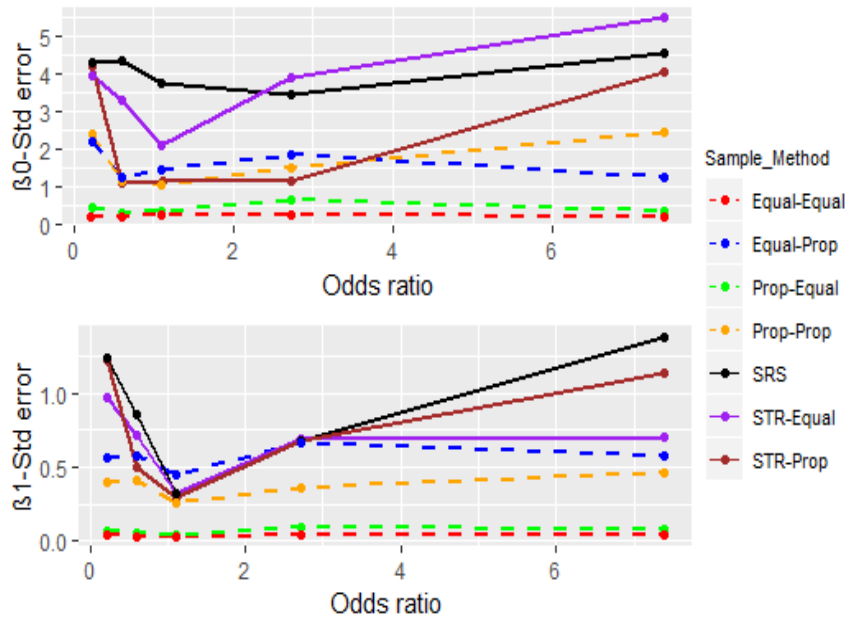 ß0-Std error
5
4
3
2
1
0
0 2 4 6
Odds ratio
ß1-Std error
1.0
0.5
0.0
0 2 4 6
Odds ratio
Sample_Method
Equal-Equal
Equal-Prop
Prop-Equal
Prop-Prop
SRS
STR-Equal
STR-Prop